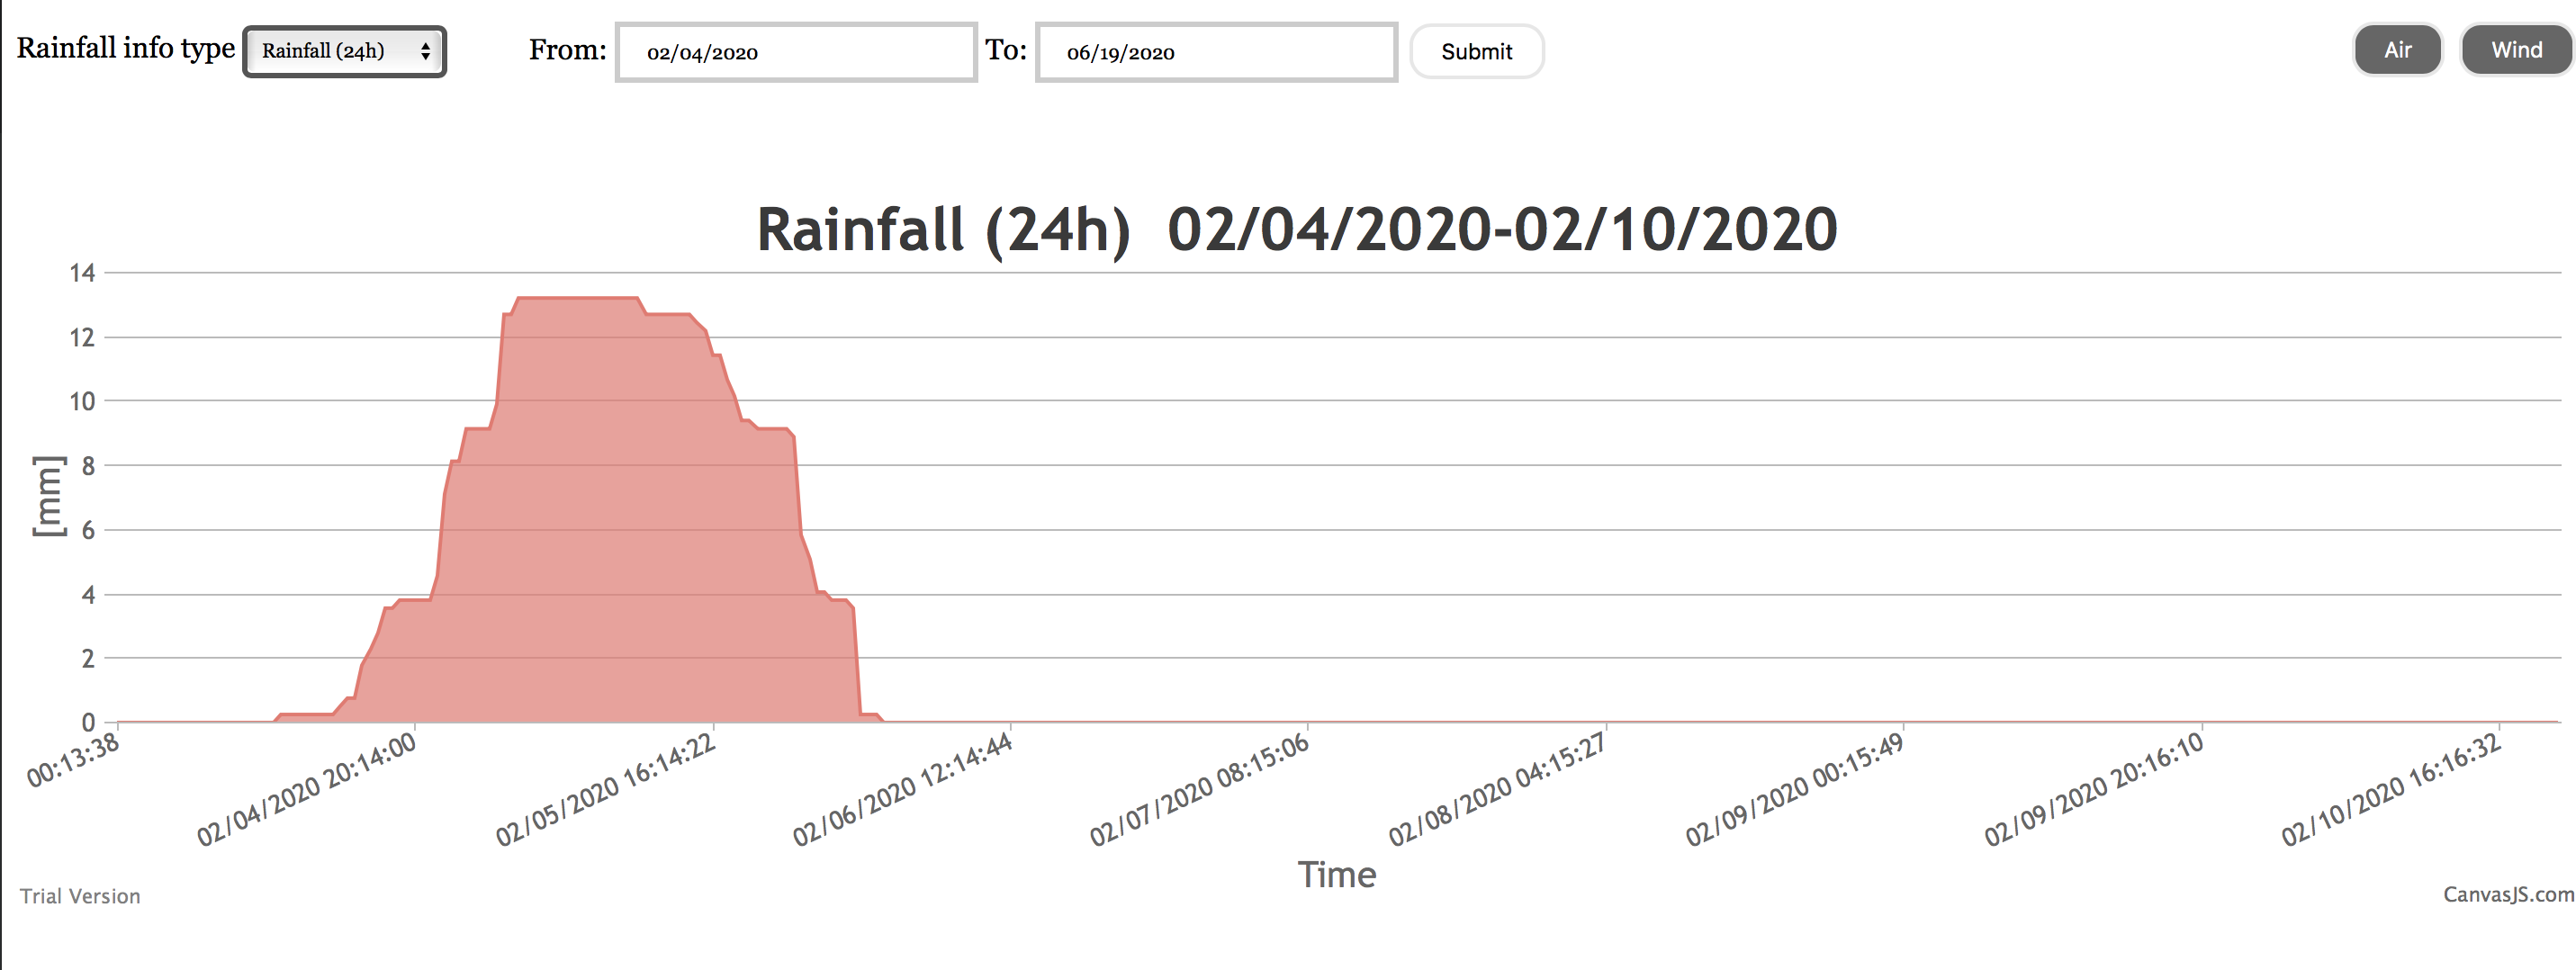 Rainfall info type Rainfall (24h) From: 02/04/2020 To: 06/19/2020 Submit Air Wind
Rainfall (24h) 02/04/2020-02/10/2020
14
12
10
8
6
4
2
0
[mm]
00:13:38
02/04/2020 20:14:00
02/05/2020 16:14:22
02/06/2020 12:14:44
02/07/2020 08:15:06
02/08/2020 04:15:27
02/09/2020 00:15:49
02/09/2020 20:16:10
02/10/2020 16:16:32
Time
Trial Version
CanvasJS.com